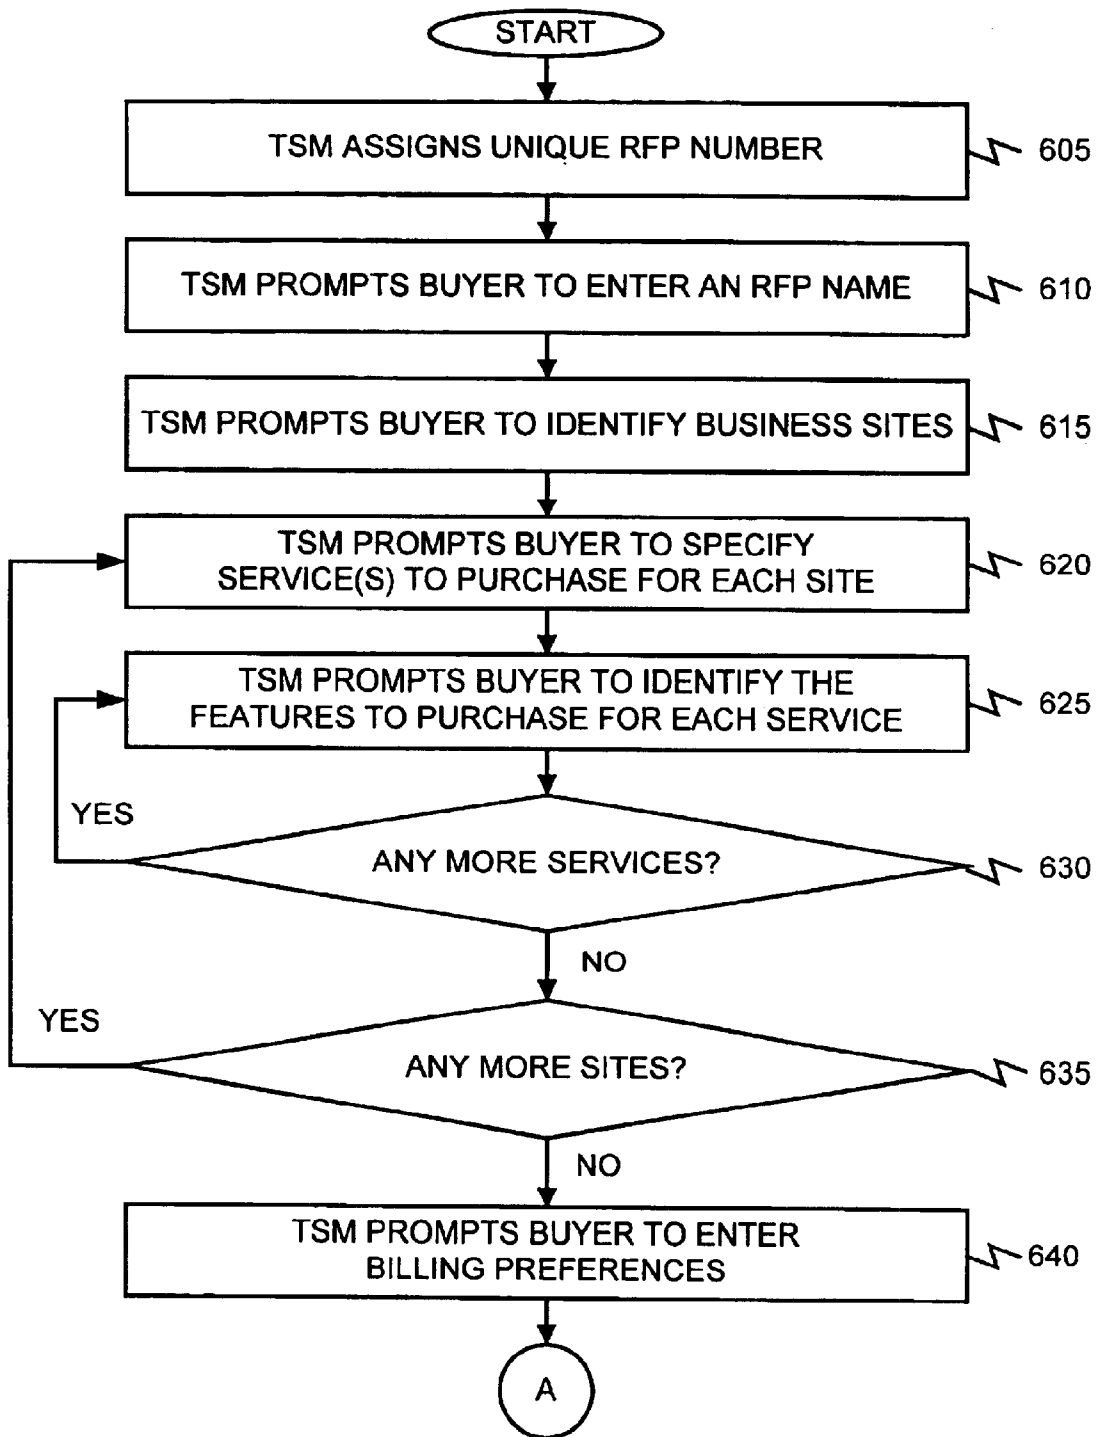 START
TSM ASSIGNS UNIQUE RFP NUMBER
605
TSM PROMPTS BUYER TO ENTER AN RFP NAME
610
TSM PROMPTS BUYER TO IDENTIFY BUSINESS SITES
615
TSM PROMPTS BUYER TO SPECIFY
SERVICE(S) TO PURCHASE FOR EACH SITE
620
TSM PROMPTS BUYER TO IDENTIFY THE
FEATURES TO PURCHASE FOR EACH SERVICE
625
YES
ANY MORE SERVICES?
630
NO
YES
ANY MORE SITES?
635
NO
TSM PROMPTS BUYER TO ENTER
BILLING PREFERENCES
640
A